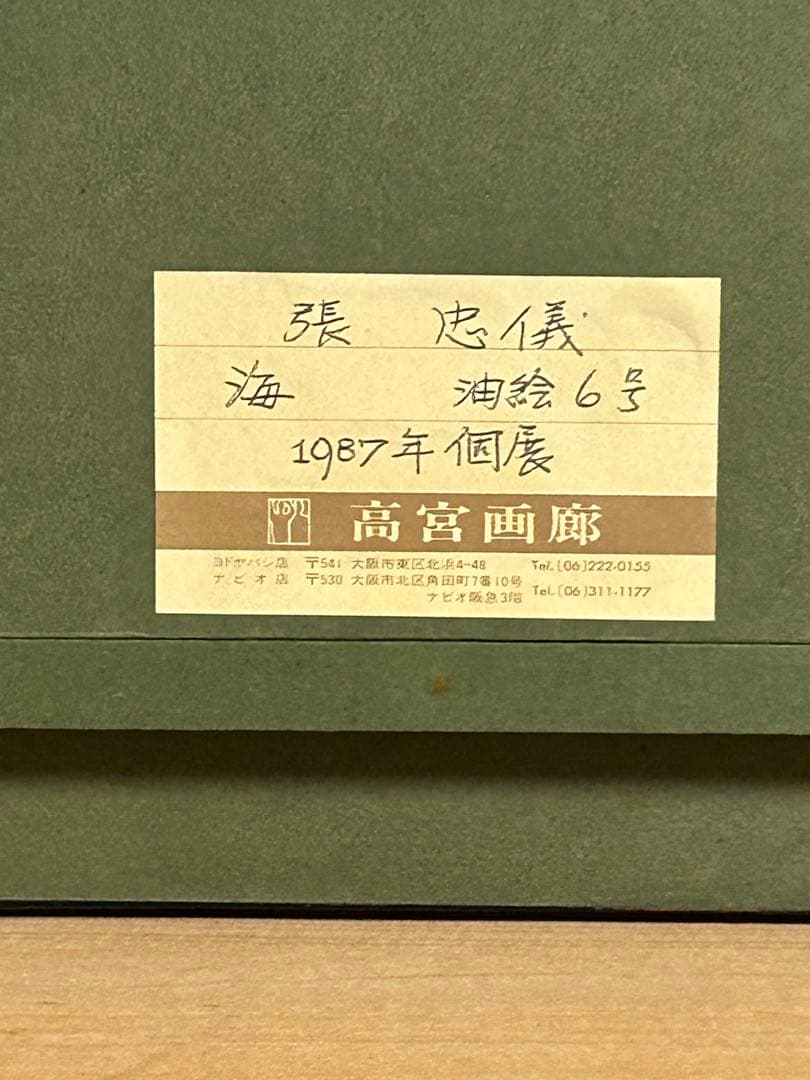 張 忠儀
海 油絵6号
1987年個展
高宮画廊
ヨドヤバシ店 〒541 大阪市東区北浜4-48 Tel.(06)222-0155
ナビオ店 〒530 大阪市北区角田町7番10号
ナビオ阪急3階 Tel.(06)311-1177